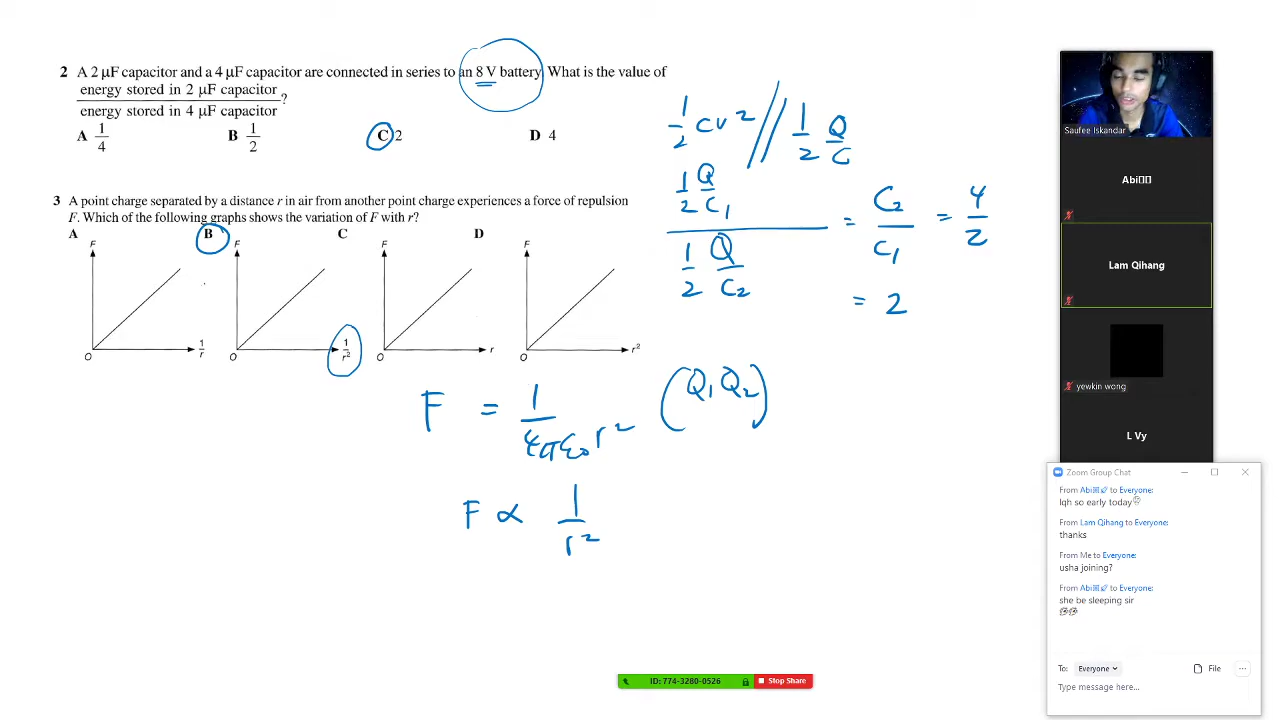 2 A 2 μF capacitor and a 4 μF capacitor are connected in series to an 8 V battery. What is the value of
energy stored in 2 μF capacitor
energy stored in 4 μF capacitor
?
A 1/4 B 1/2 C 2 D 4
3 A point charge separated by a distance r in air from another point charge experiences a force of repulsion
F. Which of the following graphs shows the variation of F with r?
A B C D
F F F F
O 1/r O 1/r² O r O r²
1/2 CV² // 1/2 Q/C
1/2 Q/C₁
1/2 Q/C₂
= C₂/C₁ = 4/2
= 2
F = 1/4πε₀r² (Q₁Q₂)
F ∝ 1/r²
Saufee Iskandar
Abi
Lam Qihang
yewkin wong
L Vy
Zoom Group Chat
From Abi to Everyone:
lqh so early today
From Lam Qihang to Everyone:
thanks
From Me to Everyone:
usha joining?
From Abi to Everyone:
she be sleeping sir
To: Everyone File ...
Type message here...
ID: 774-3280-0526 Stop Share